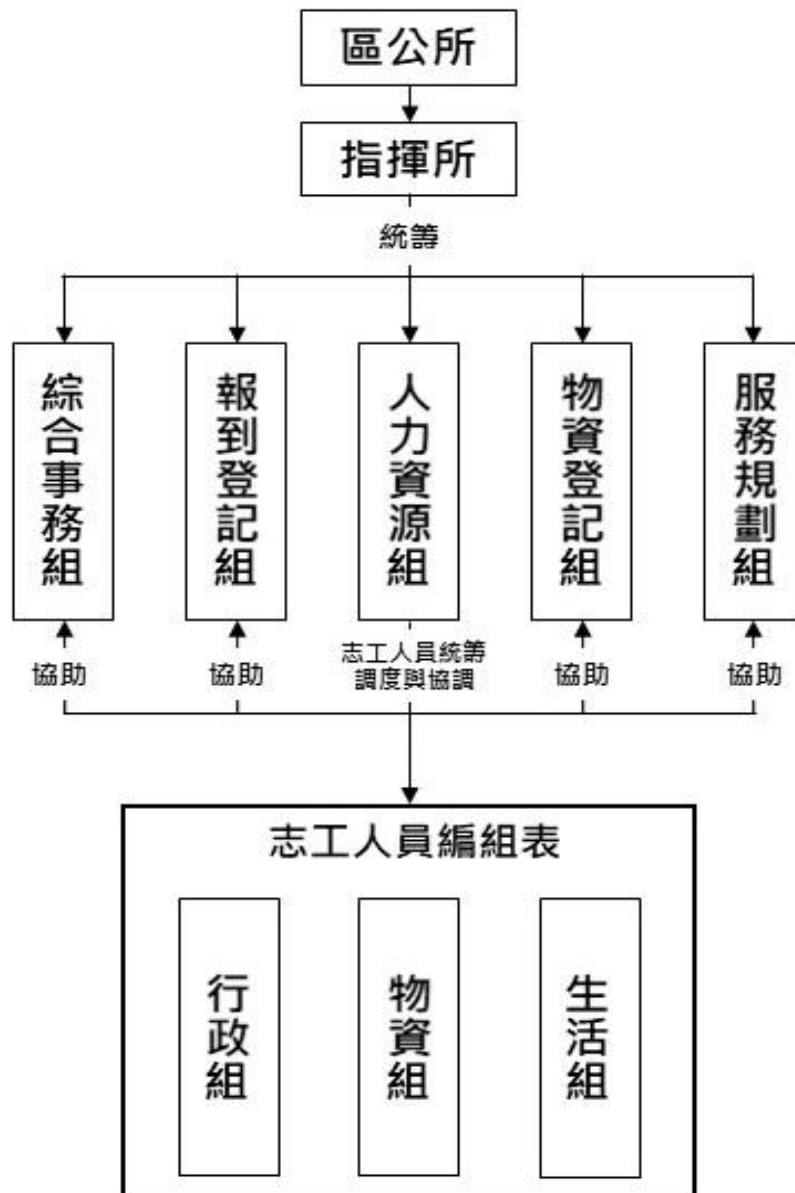 區公所
指揮所
統籌
綜合事務組
報到登記組
人力資源組
物資登記組
服務規劃組
協助
協助
志工人員統籌
調度與協調
協助
協助
志工人員編組表
行政組
物資組
生活組